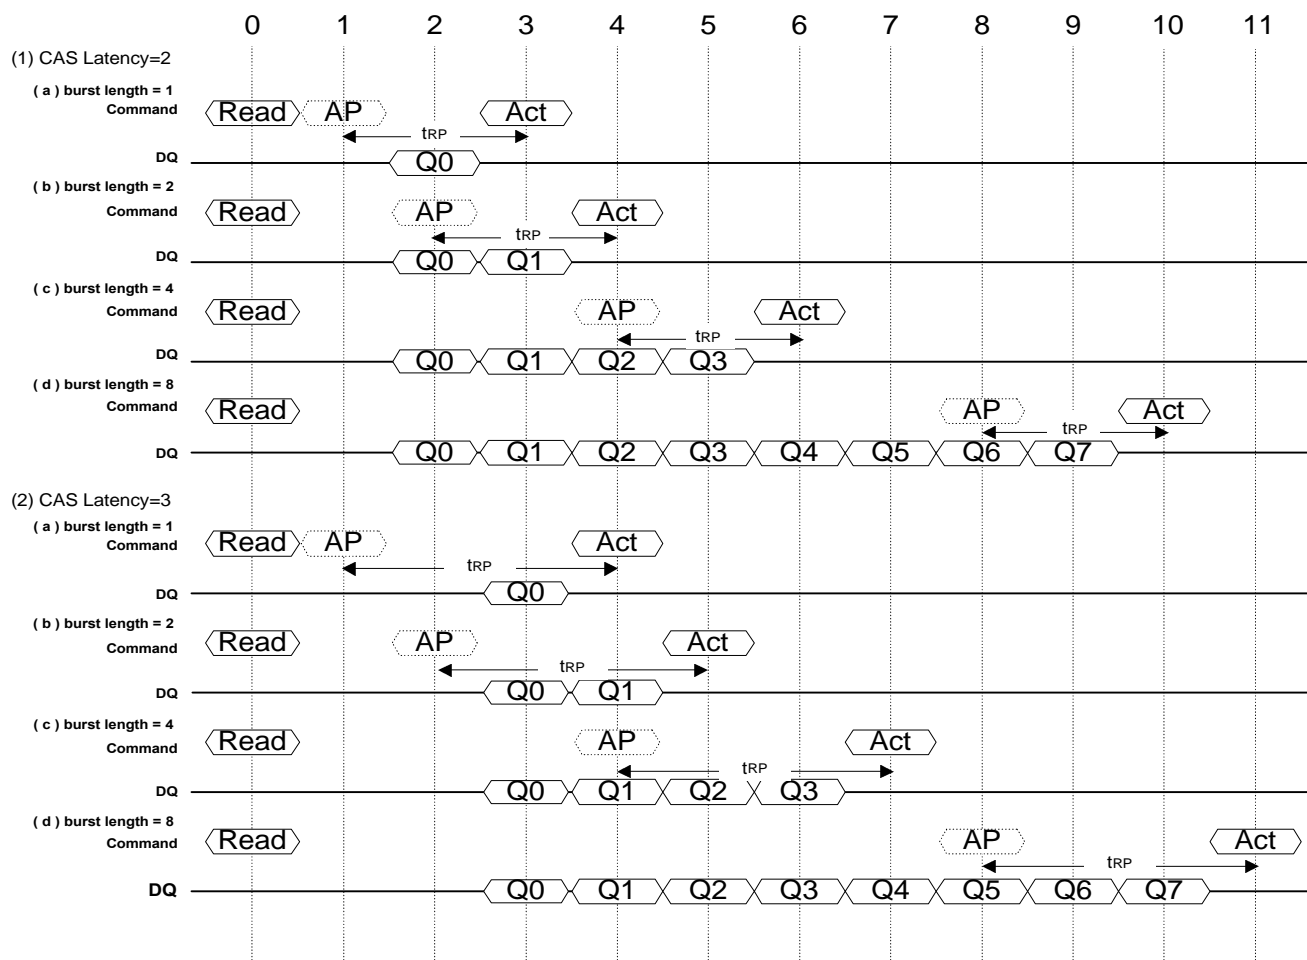 0 1 2 3 4 5 6 7 8 9 10 11
(1) CAS Latency=2
( a ) burst length = 1
Command Read AP Act
tRP
DQ Q0
( b ) burst length = 2
Command Read AP Act
tRP
DQ Q0 Q1
( c ) burst length = 4
Command Read AP Act
tRP
DQ Q0 Q1 Q2 Q3
( d ) burst length = 8
Command Read AP Act
tRP
DQ Q0 Q1 Q2 Q3 Q4 Q5 Q6 Q7
(2) CAS Latency=3
( a ) burst length = 1
Command Read AP Act
tRP
DQ Q0
( b ) burst length = 2
Command Read AP Act
tRP
DQ Q0 Q1
( c ) burst length = 4
Command Read AP Act
tRP
DQ Q0 Q1 Q2 Q3
( d ) burst length = 8
Command Read AP Act
tRP
DQ Q0 Q1 Q2 Q3 Q4 Q5 Q6 Q7